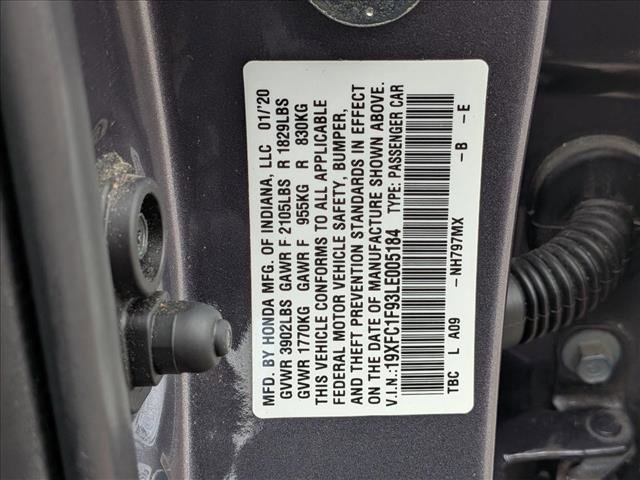 MFD. BY HONDA MFG. OF INDIANA, LLC 01/'20
GVWR 3902LBS GAWR F 2105LBS R 1829LBS
GVWR 1770KG GAWR F 955KG R 830KG
THIS VEHICLE CONFORMS TO ALL APPLICABLE
FEDERAL MOTOR VEHICLE SAFETY, BUMPER,
AND THEFT PREVENTION STANDARDS IN EFFECT
ON THE DATE OF MANUFACTURE SHOWN ABOVE.
V.I.N.:19XFC1F93LE005184 TYPE: PASSENGER CAR
TBC L A09 -NH797MX -B -E